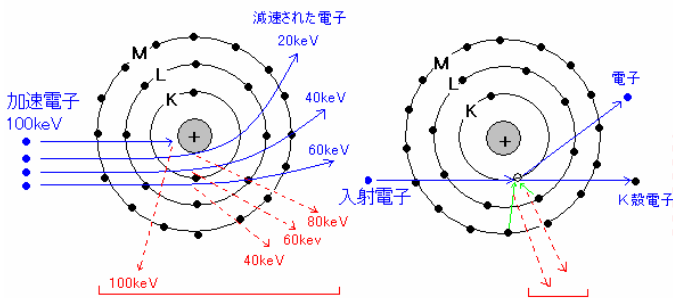 減速された電子
20keV
M
L
K
加速電子
100keV
40keV
60keV
+
80keV
60kev
40keV
100keV
M
L
K
電子
+
入射電子
K殻電子